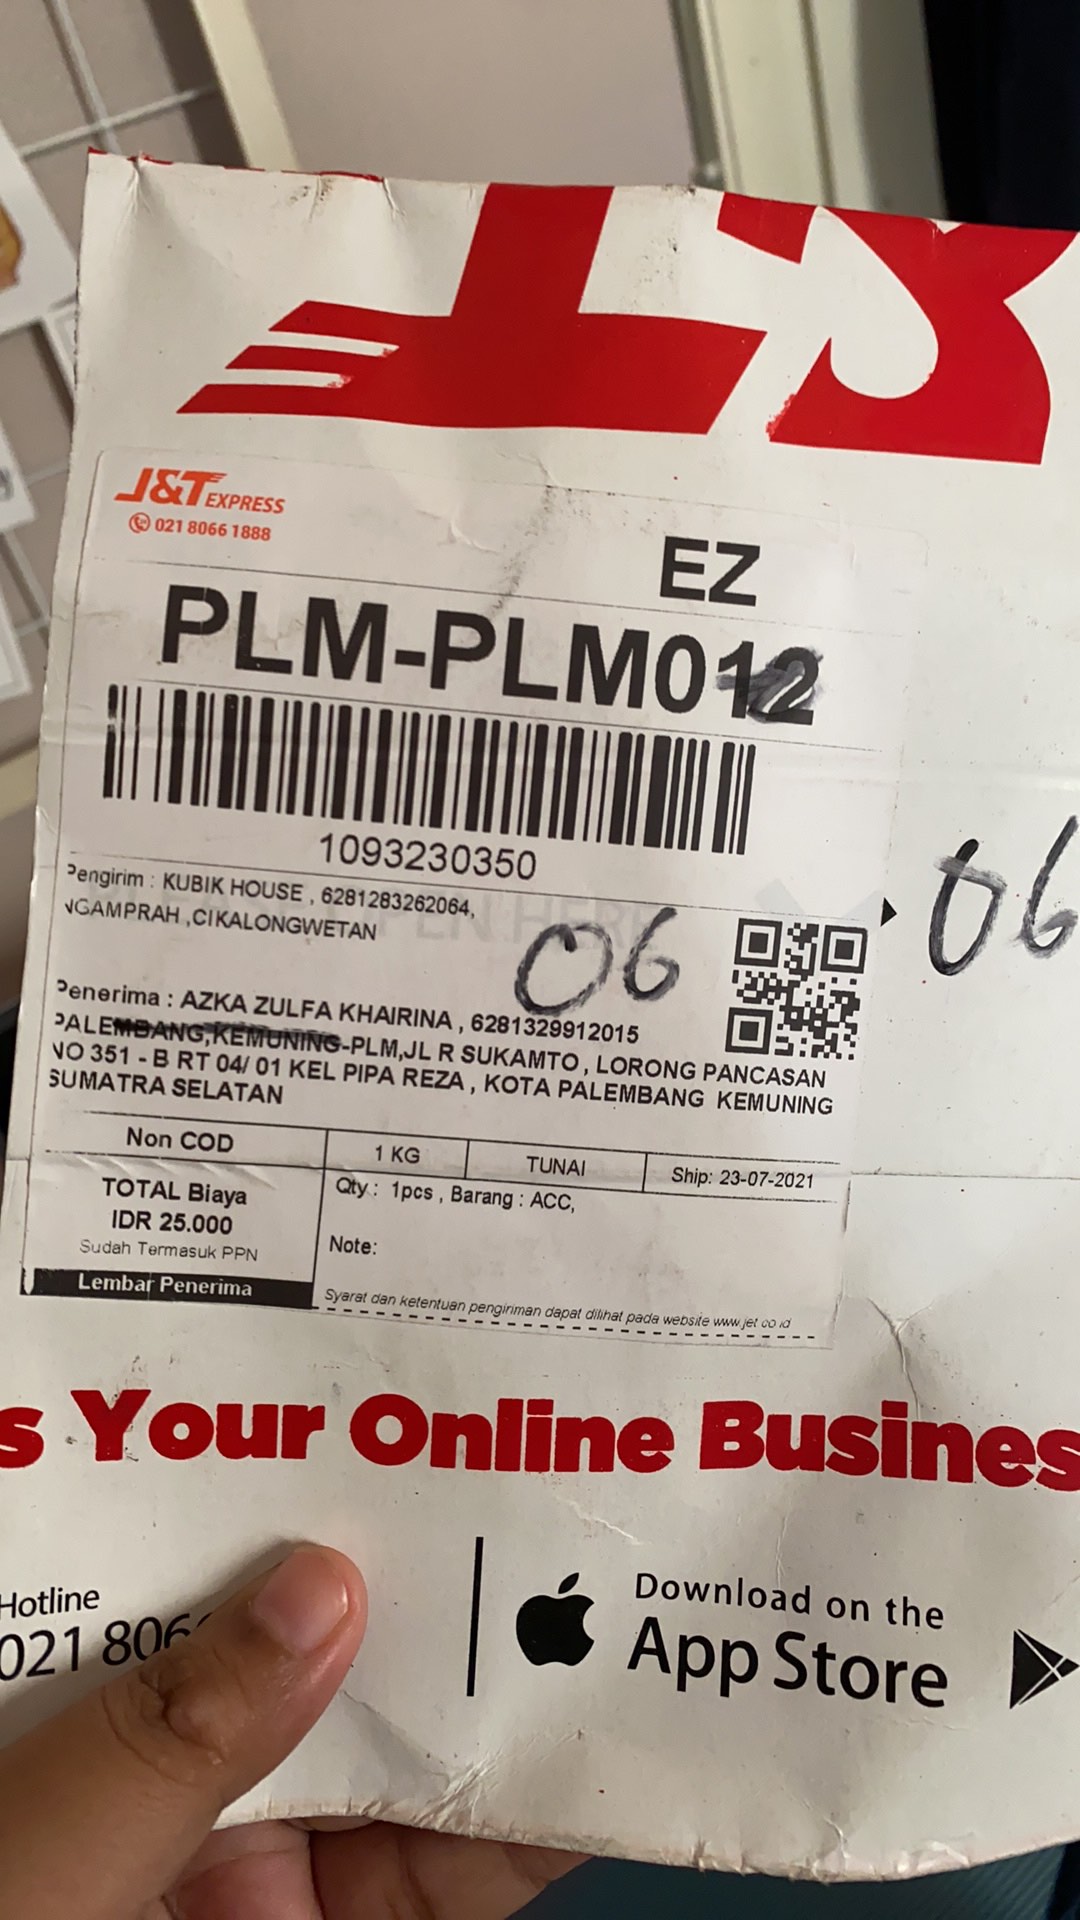 J&T EXPRESS
021 8066 1888
EZ
PLM-PLM012
1093230350
Pengirim : KUBIK HOUSE , 6281283262064,
NGAMPRAH ,CIKALONGWETAN
06
06
Penerima : AZKA ZULFA KHAIRINA , 6281329912015
PALEMBANG,KEMUNING-PLM,JL R SUKAMTO , LORONG PANCASAN
NO 351 - B RT 04/ 01 KEL PIPA REZA , KOTA PALEMBANG KEMUNING
SUMATRA SELATAN
Non COD
1 KG
TUNAI
Ship: 23-07-2021
TOTAL Biaya
IDR 25.000
Sudah Termasuk PPN
Qty : 1pcs , Barang : ACC,
Note:
Lembar Penerima
Syarat dan ketentuan pengiriman dapat dilihat pada website www.jet.co.id
s Your Online Busines
Hotline
021 806
Download on the
App Store